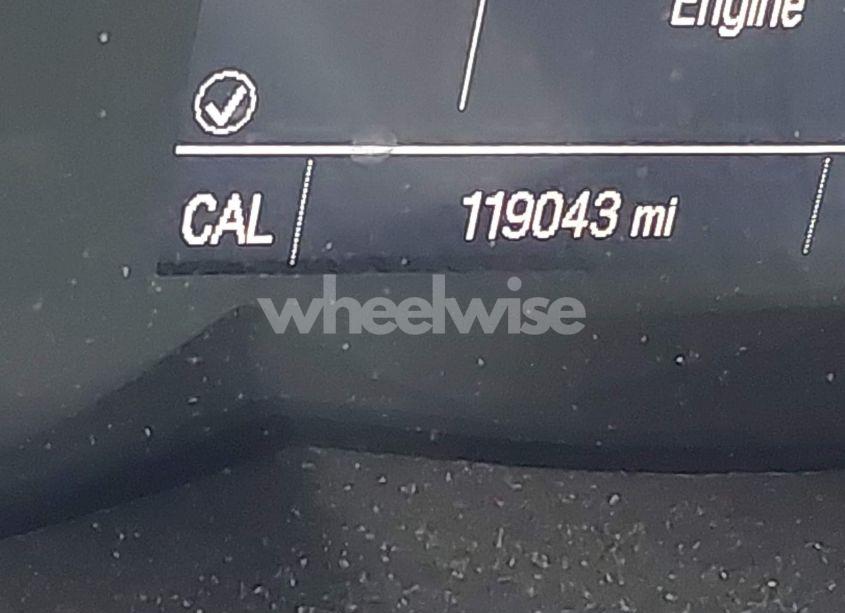 Engine
CAL 119043 mi
wheelwise